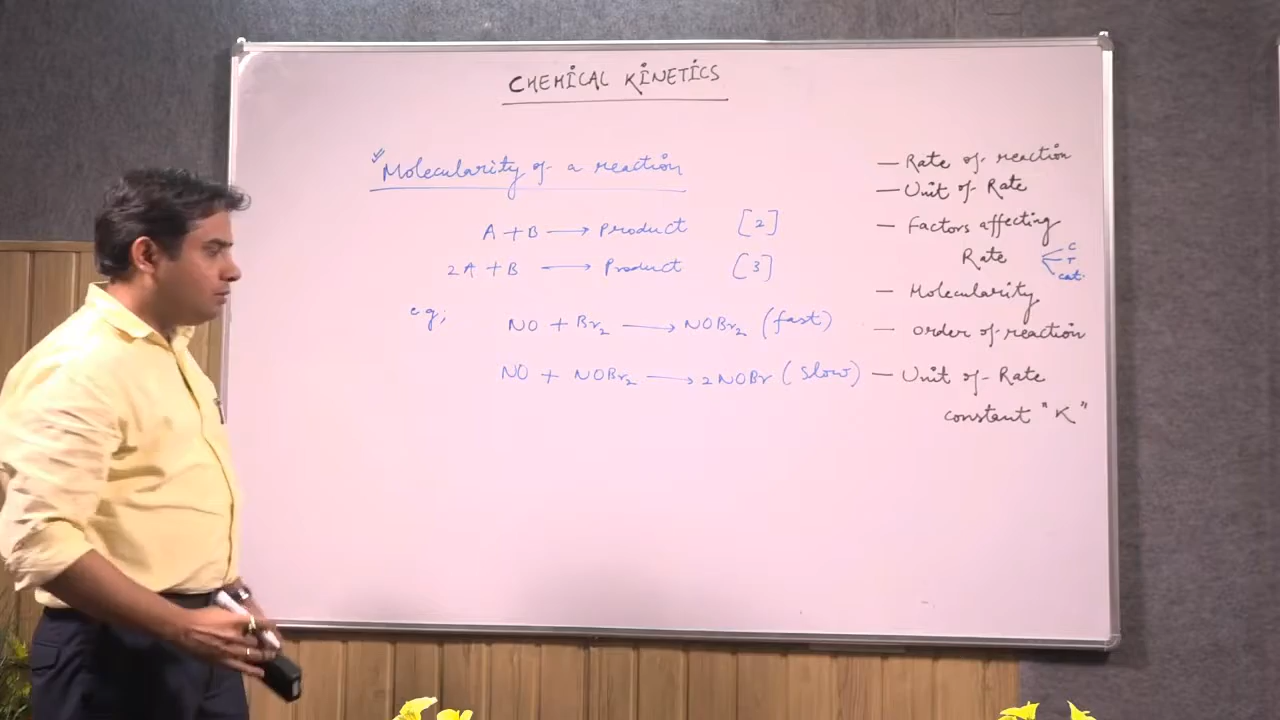 CHEMICAL KINETICS
Molecularity of a reaction
A + B → Product [2]
2A + B → Product [3]
eg;
NO + Br₂ → NOBr₂ (fast)
NO + NOBr₂ → 2NOBr (slow)
— Rate of reaction
— Unit of Rate
— Factors affecting
Rate
C
T
cat.
— Molecularity
— order of reaction
— Unit of Rate
constant "K"